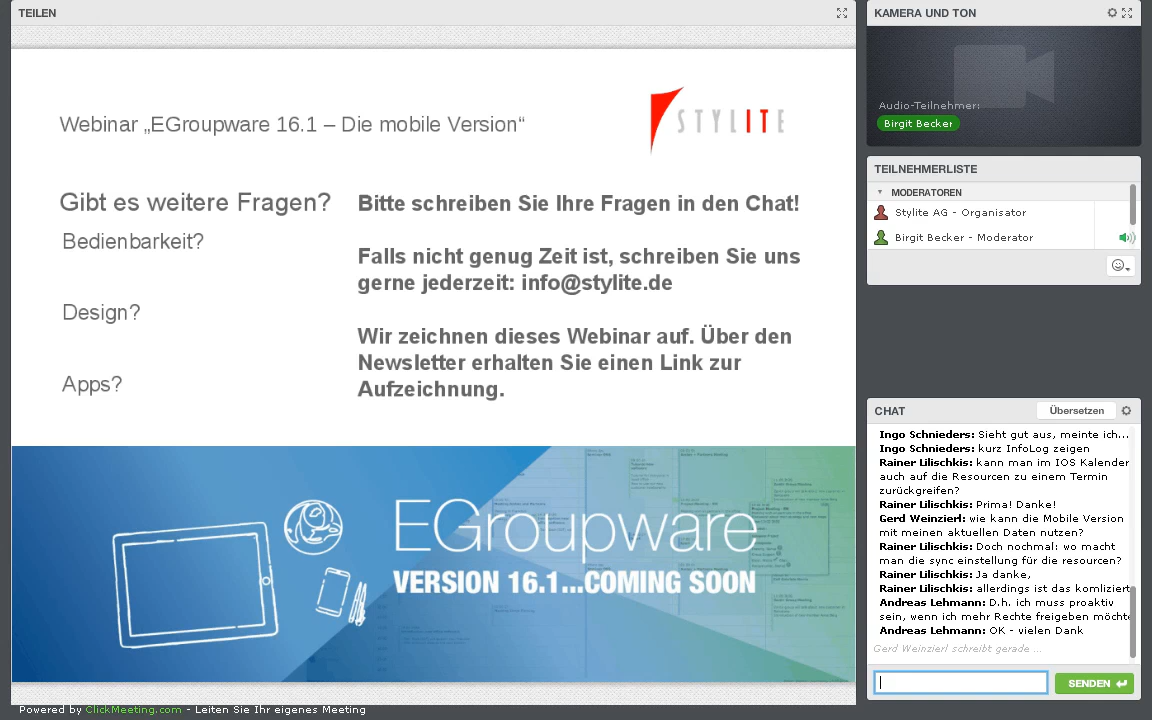 TEILEN
Webinar „EGroupware 16.1 – Die mobile Version“
STYLITE
Gibt es weitere Fragen?
Bedienbarkeit?
Design?
Apps?
Bitte schreiben Sie Ihre Fragen in den Chat!
Falls nicht genug Zeit ist, schreiben Sie uns
gerne jederzeit: info@stylite.de
Wir zeichnen dieses Webinar auf. Über den
Newsletter erhalten Sie einen Link zur
Aufzeichnung.
EGroupware
VERSION 16.1...COMING SOON
Powered by ClickMeeting.com - Leiten Sie Ihr eigenes Meeting
KAMERA UND TON
Audio-Teilnehmer:
Birgit Becker
TEILNEHMERLISTE
MODERATOREN
Stylite AG - Organisator
Birgit Becker - Moderator
CHAT
Übersetzen
Ingo Schnieders: Sieht gut aus, meinte ich...
Ingo Schnieders: kurz InfoLog zeigen
Rainer Lilischkis: kann man im IOS Kalender
auch auf die Resourcen zu einem Termin
zurückgreifen?
Rainer Lilischkis: Prima! Danke!
Gerd Weinzierl: wie kann die Mobile Version
mit meinen aktuellen Daten nutzen?
Rainer Lilischkis: Doch nochmal: wo macht
man die sync einstellung für die resourcen?
Rainer Lilischkis: Ja danke,
Rainer Lilischkis: allerdings ist das komliziert
Andreas Lehmann: D.h. ich muss proaktiv
sein, wenn ich mehr Rechte freigeben möchte
Andreas Lehmann: OK - vielen Dank
Gerd Weinzierl schreibt gerade ...
SENDEN